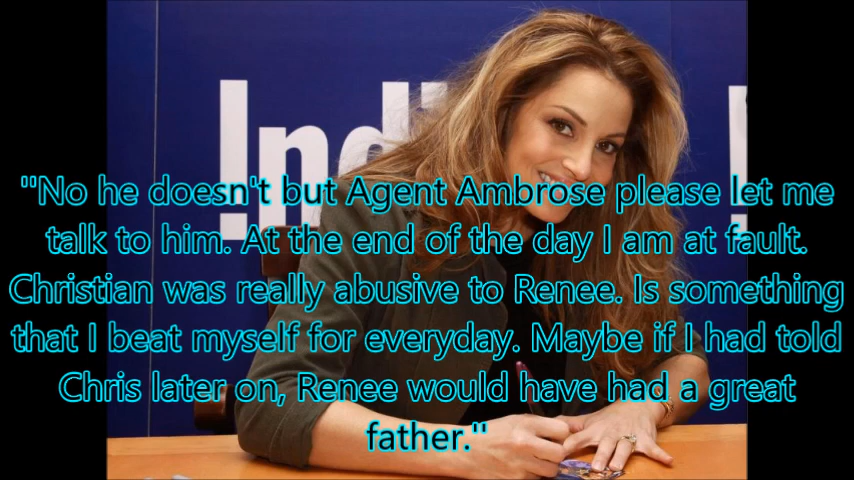 Indi
"No he doesn't but Agent Ambrose please let me
talk to him. At the end of the day I am at fault.
Christian was really abusive to Renee. Is something
that I beat myself for everyday. Maybe if I had told
Chris later on, Renee would have had a great
father."